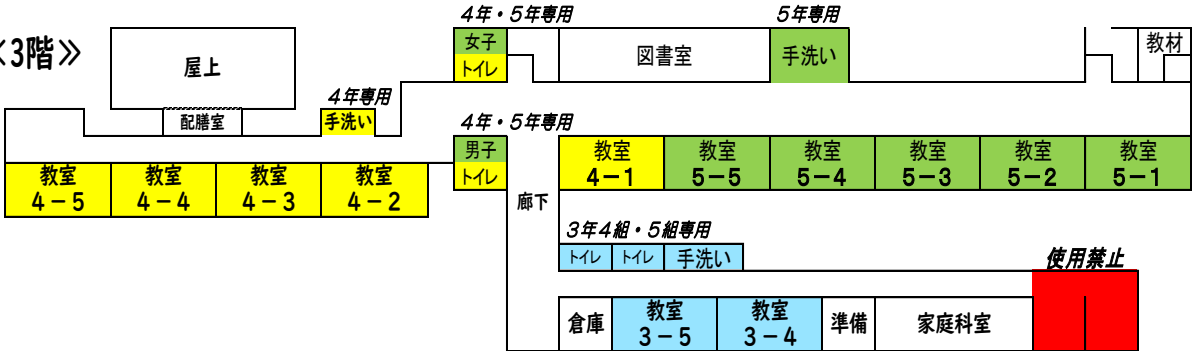 ≪3階≫
4年・5年専用
5年専用
屋上
女子
トイレ
図書室
手洗い
教材
4年専用
配膳室
手洗い
4年・5年専用
男子
トイレ
教室
4－5
教室
4－4
教室
4－3
教室
4－2
教室
4－1
教室
5－5
教室
5－4
教室
5－3
教室
5－2
教室
5－1
廊下
3年4組・5組専用
トイレ
トイレ
手洗い
使用禁止
倉庫
教室
3－5
教室
3－4
準備
家庭科室